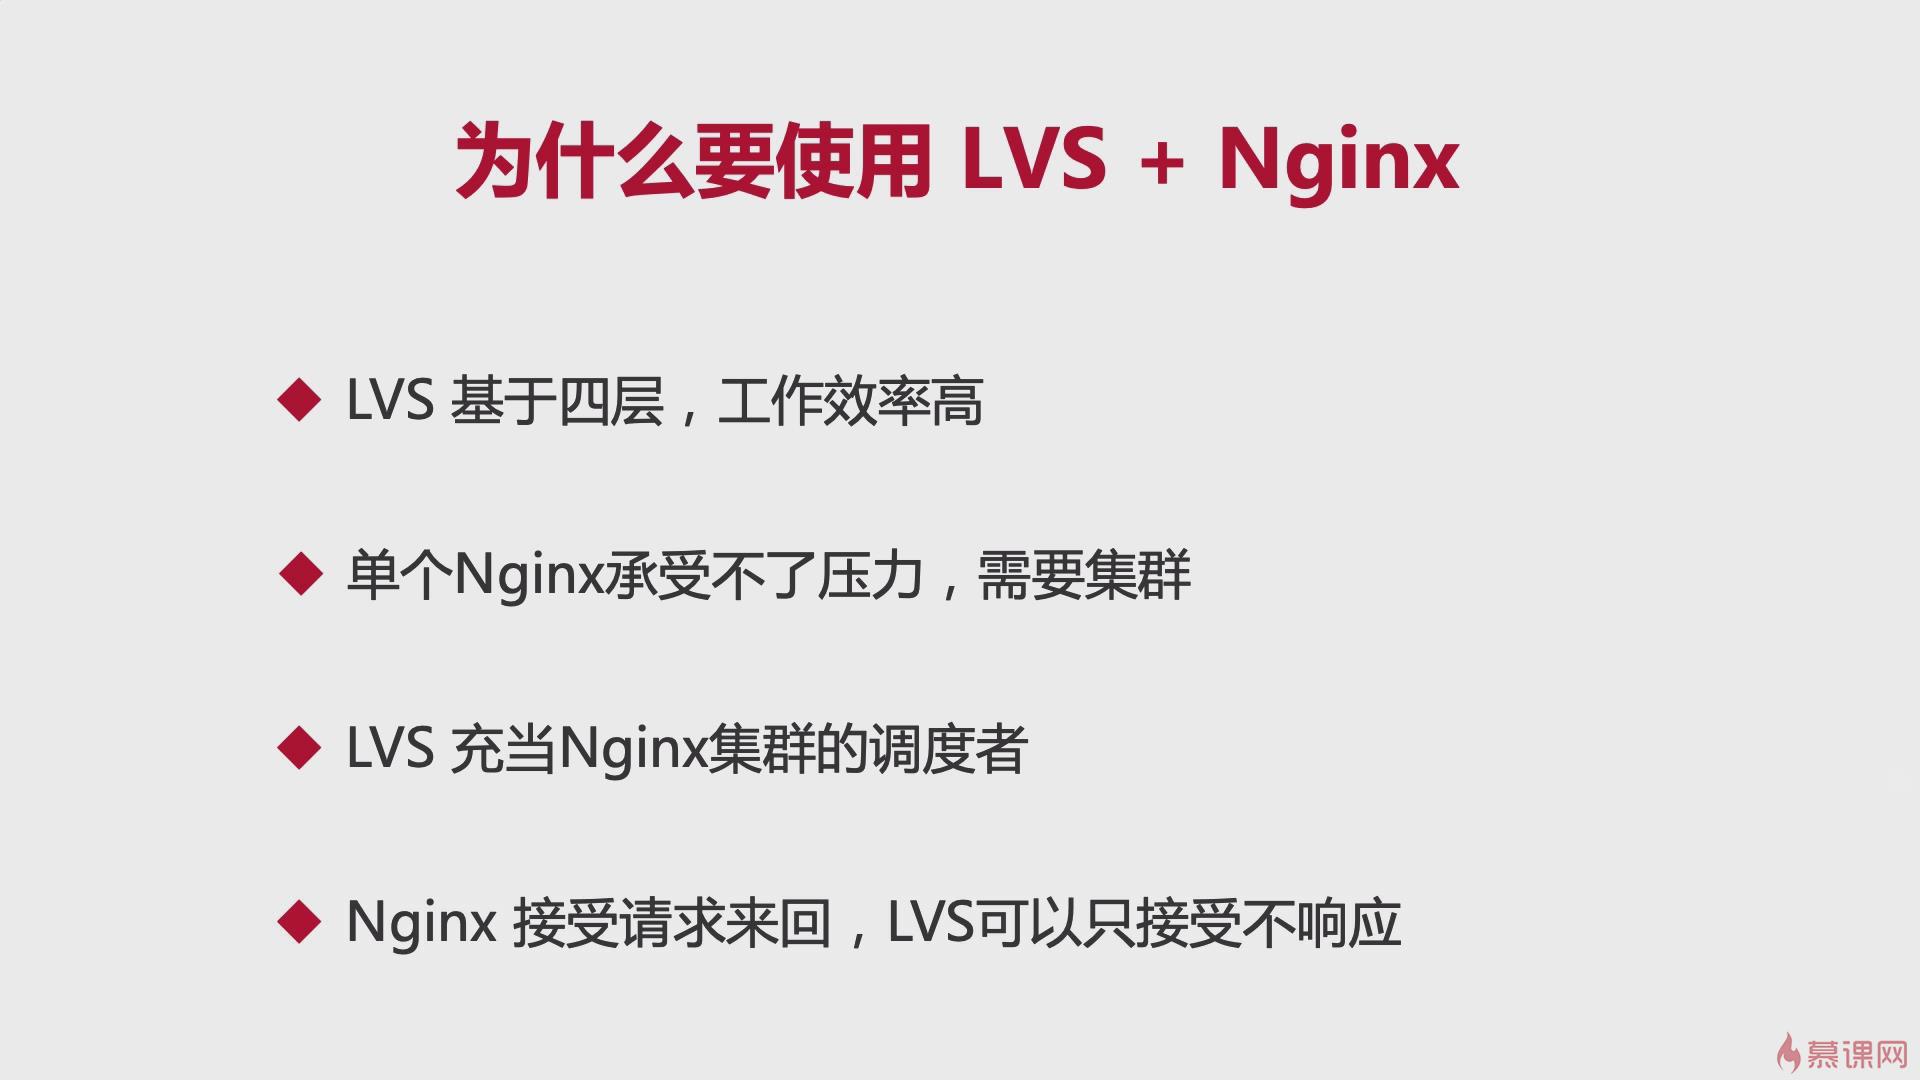 为什么要使用 LVS + Nginx
LVS 基于四层，工作效率高
单个Nginx承受不了压力，需要集群
LVS 充当Nginx集群的调度者
Nginx 接受请求来回，LVS可以只接受不响应
慕课网